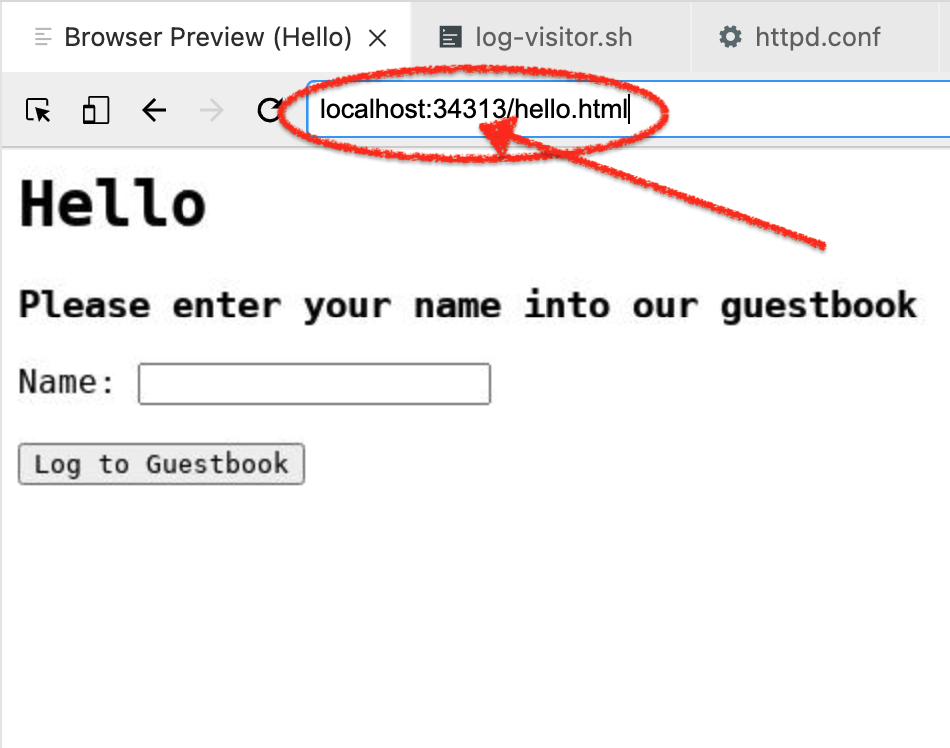 Browser Preview (Hello) log-visitor.sh httpd.conf
localhost:34313/hello.html
Hello
Please enter your name into our guestbook
Name:
Log to Guestbook